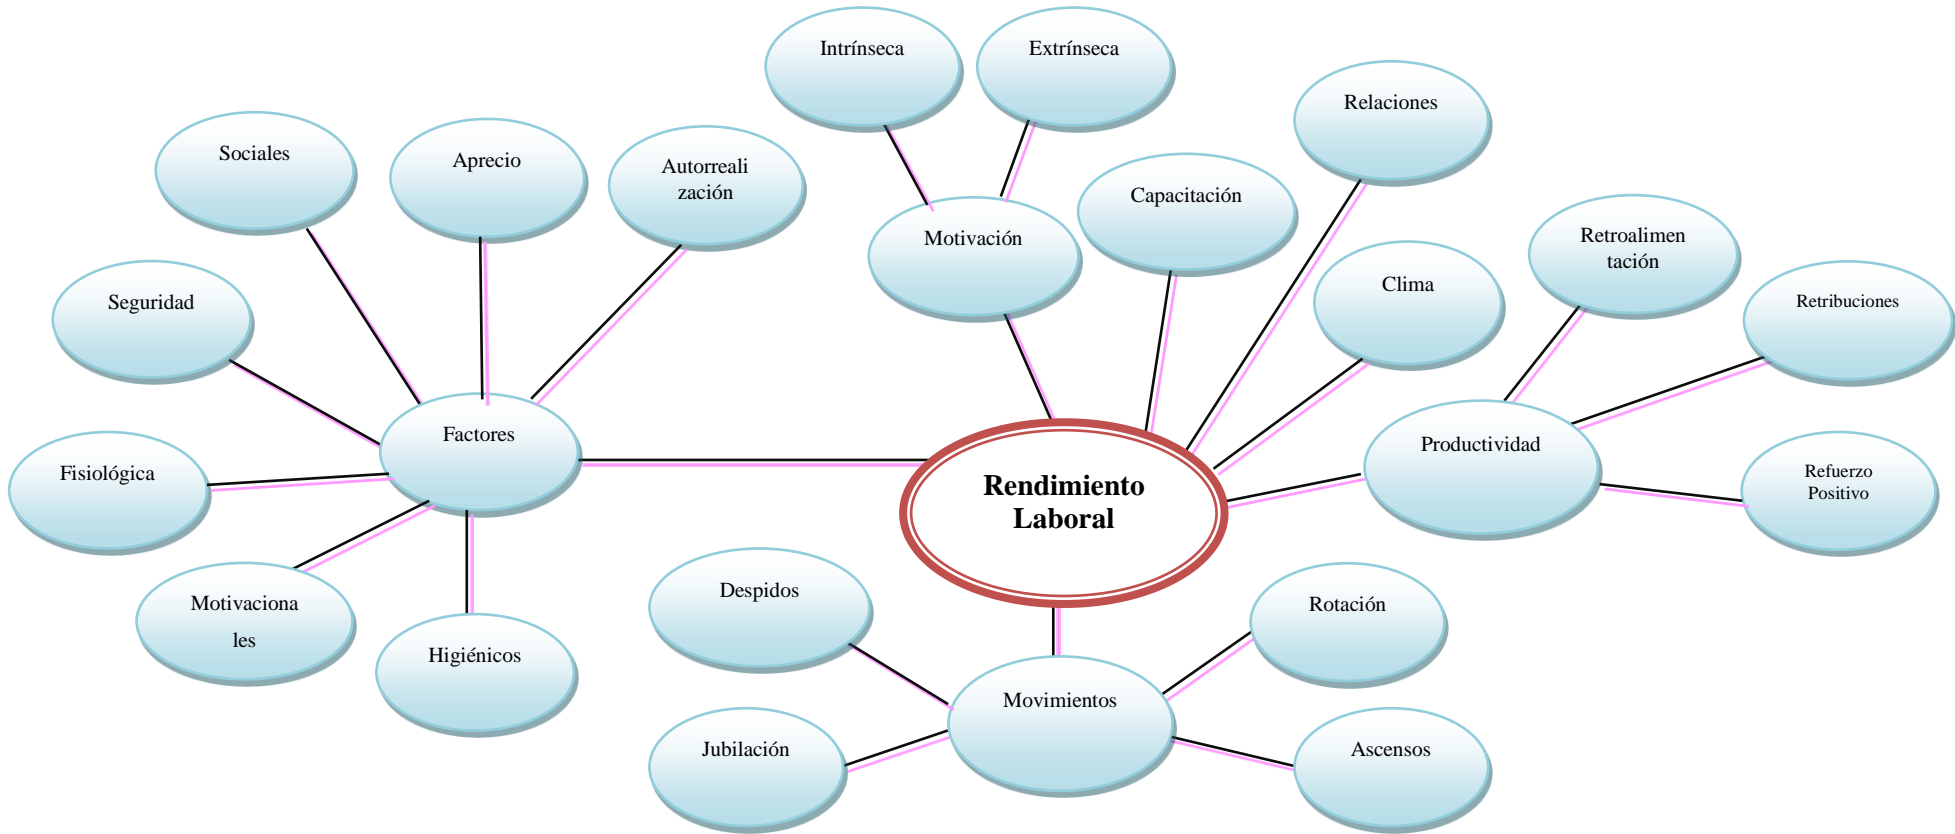 Intrínseca
Extrínseca
Relaciones
Sociales
Aprecio
Autorreali
zación
Capacitación
Motivación
Retroalimen
tación
Clima
Seguridad
Retribuciones
Factores
Productividad
Fisiológica
Refuerzo
Positivo
Rendimiento
Laboral
Despidos
Rotación
Motivaciona
les
Higiénicos
Movimientos
Jubilación
Ascensos